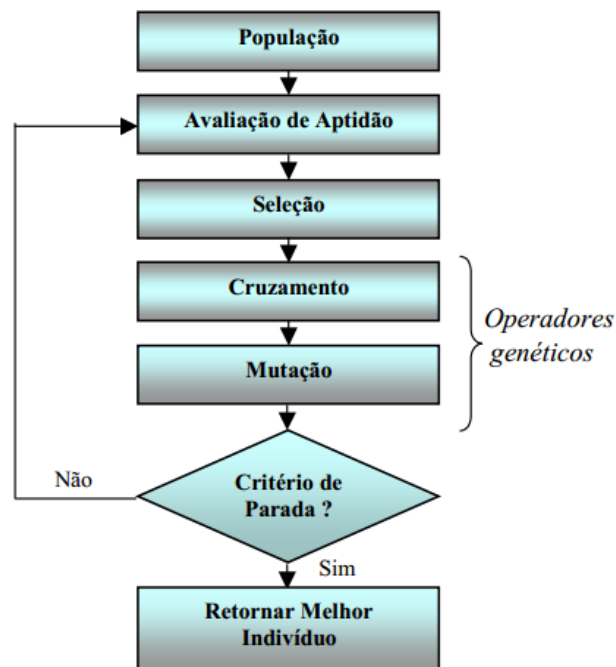 População
Avaliação de Aptidão
Seleção
Cruzamento
Operadores
genéticos
Mutação
Não
Critério de
Parada ?
Sim
Retornar Melhor
Indivíduo